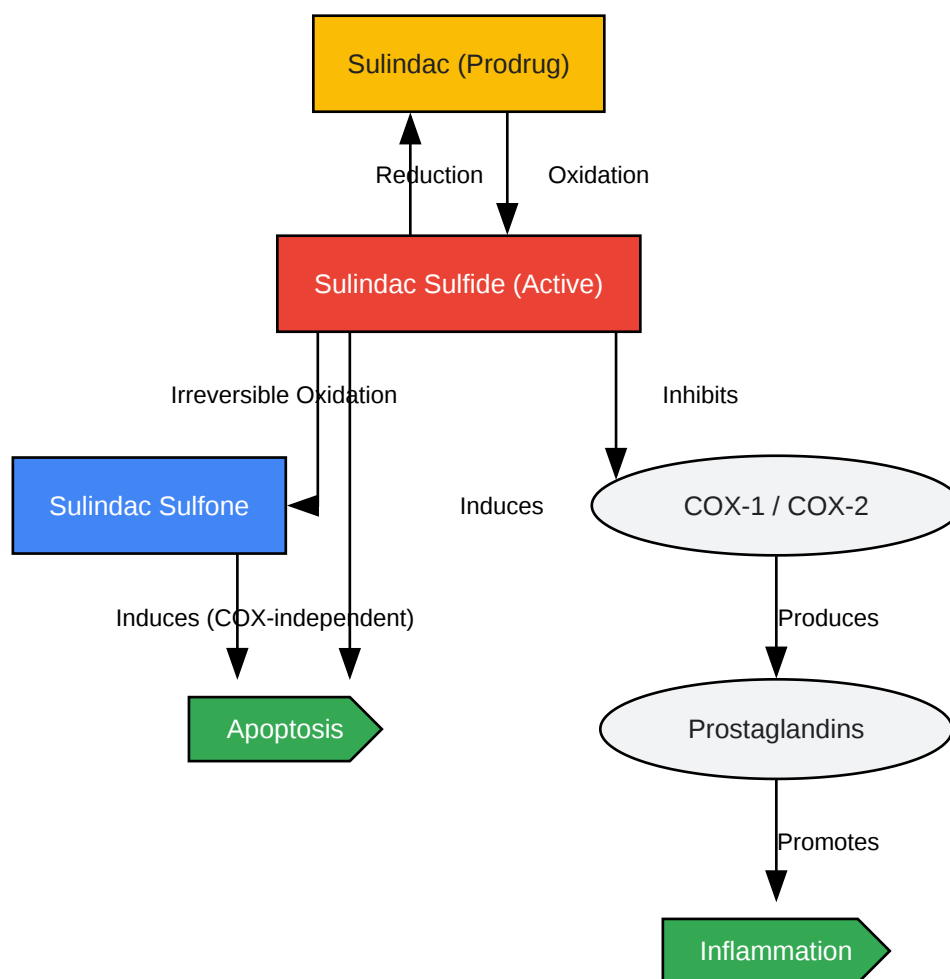 Sulindac (Prodrug)
Reduction
Oxidation
Sulindac Sulfide (Active)
Irreversible Oxidation
Inhibits
Sulindac Sulfone
Induces
COX-1 / COX-2
Induces (COX-independent)
Produces
Apoptosis
Prostaglandins
Promotes
Inflammation